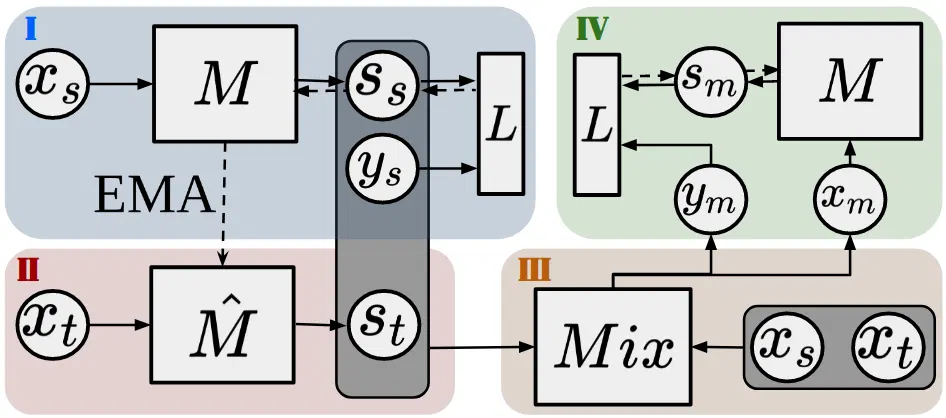 I
x_s
M
s_s
y_s
L
EMA
II
x_t
M̂
s_t
III
Mix
x_s
x_t
IV
L
s_m
M
y_m
x_m